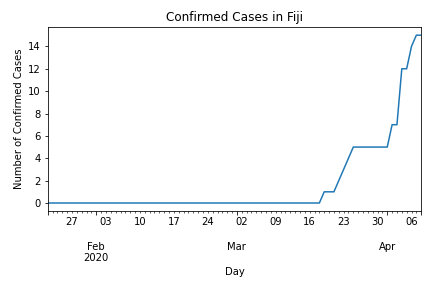 Confirmed Cases in Fiji
Number of Confirmed Cases
14
12
10
8
6
4
2
0
27 03 10 17 24 02 09 16 23 30 06
Feb Mar Apr
2020
Day